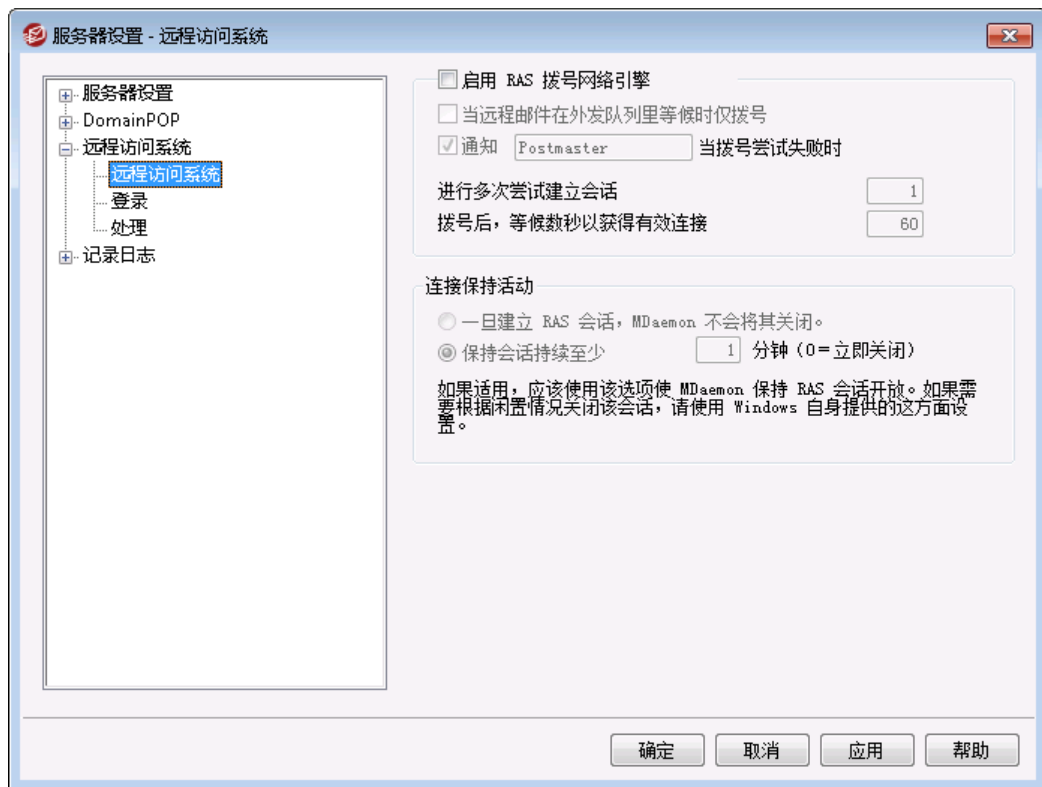 服务器设置 - 远程访问系统
服务器设置
DomainPOP
远程访问系统
远程访问系统
登录
处理
记录日志
启用 RAS 拨号网络引擎
当远程邮件在外发队列里等候时仅拨号
通知 Postmaster 当拨号尝试失败时
进行多次尝试建立会话 1
拨号后，等候数秒以获得有效连接 60
连接保持活动
一旦建立 RAS 会话，MDaemon 不会将其关闭。
保持会话持续至少 1 分钟（0＝立即关闭）
如果适用，应该使用该选项使 MDaemon 保持 RAS 会话开放。如果需
要根据闲置情况关闭该会话，请使用 Windows 自身提供的这方面设
置。
确定 取消 应用 帮助